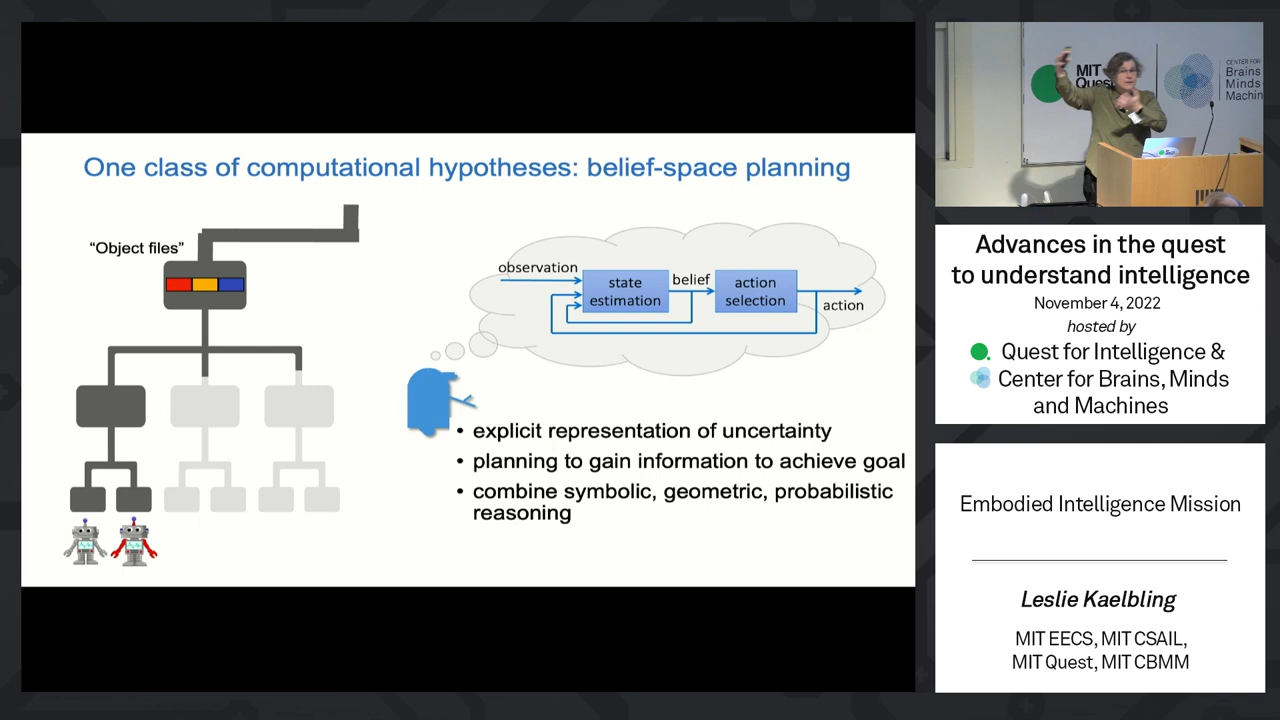 One class of computational hypotheses: belief-space planning
"Object files"
observation
state
estimation
belief
action
selection
action
• explicit representation of uncertainty
• planning to gain information to achieve goal
• combine symbolic, geometric, probabilistic
reasoning
MIT
Ques
CENTER FOR
Brains
Minds
Machin
Advances in the quest
to understand intelligence
November 4, 2022
hosted by
Quest for Intelligence &
Center for Brains, Minds
and Machines
Embodied Intelligence Mission
Leslie Kaelbling
MIT EECS, MIT CSAIL,
MIT Quest, MIT CBMM